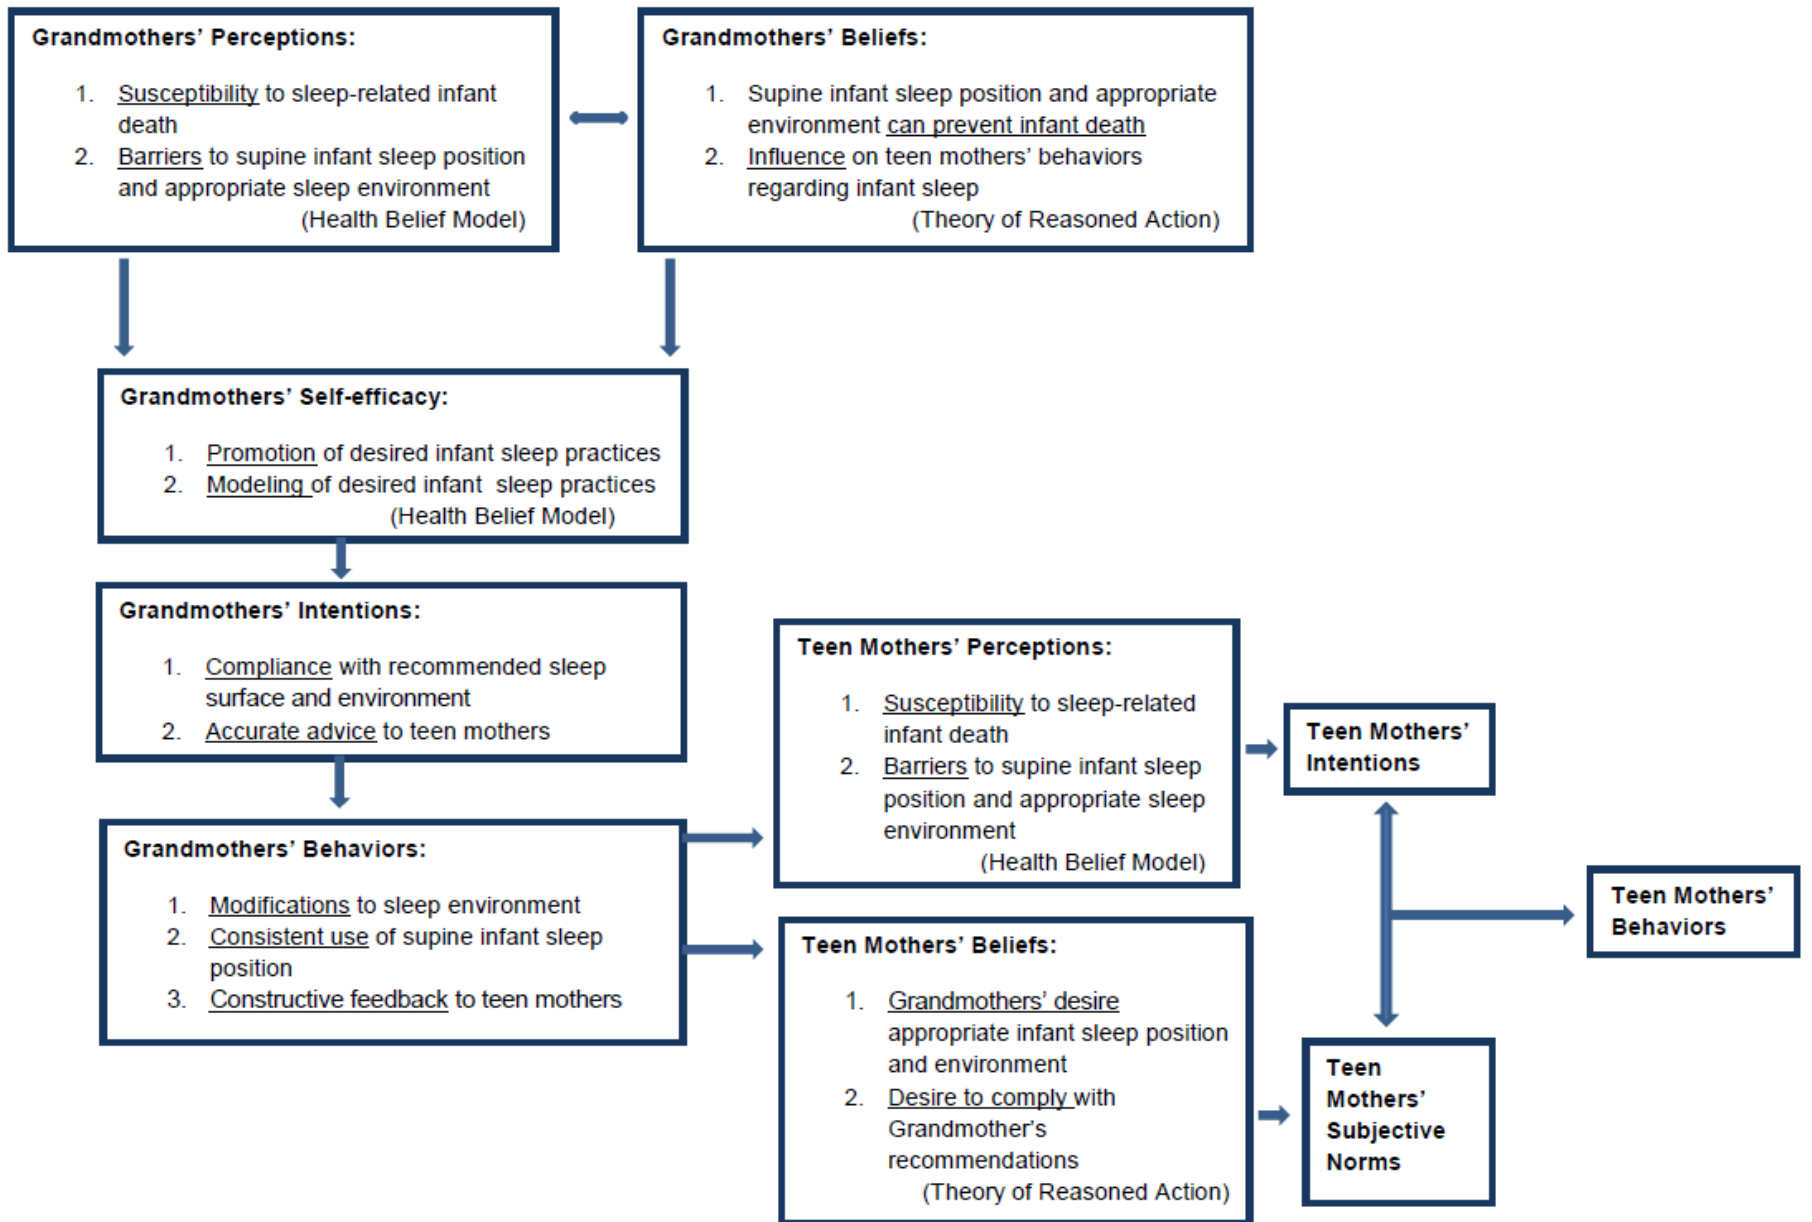 Grandmothers’ Perceptions:
1. Susceptibility to sleep-related infant
death
2. Barriers to supine infant sleep position
and appropriate sleep environment
(Health Belief Model)
Grandmothers’ Beliefs:
1. Supine infant sleep position and appropriate
environment can prevent infant death
2. Influence on teen mothers’ behaviors
regarding infant sleep
(Theory of Reasoned Action)
Grandmothers’ Self-efficacy:
1. Promotion of desired infant sleep practices
2. Modeling of desired infant sleep practices
(Health Belief Model)
Grandmothers’ Intentions:
1. Compliance with recommended sleep
surface and environment
2. Accurate advice to teen mothers
Grandmothers’ Behaviors:
1. Modifications to sleep environment
2. Consistent use of supine infant sleep
position
3. Constructive feedback to teen mothers
Teen Mothers’ Perceptions:
1. Susceptibility to sleep-related
infant death
2. Barriers to supine infant sleep
position and appropriate sleep
environment
(Health Belief Model)
Teen Mothers’ Beliefs:
1. Grandmothers’ desire
appropriate infant sleep position
and environment
2. Desire to comply with
Grandmother’s
recommendations
(Theory of Reasoned Action)
Teen Mothers’
Intentions
Teen
Mothers’
Subjective
Norms
Teen Mothers’
Behaviors